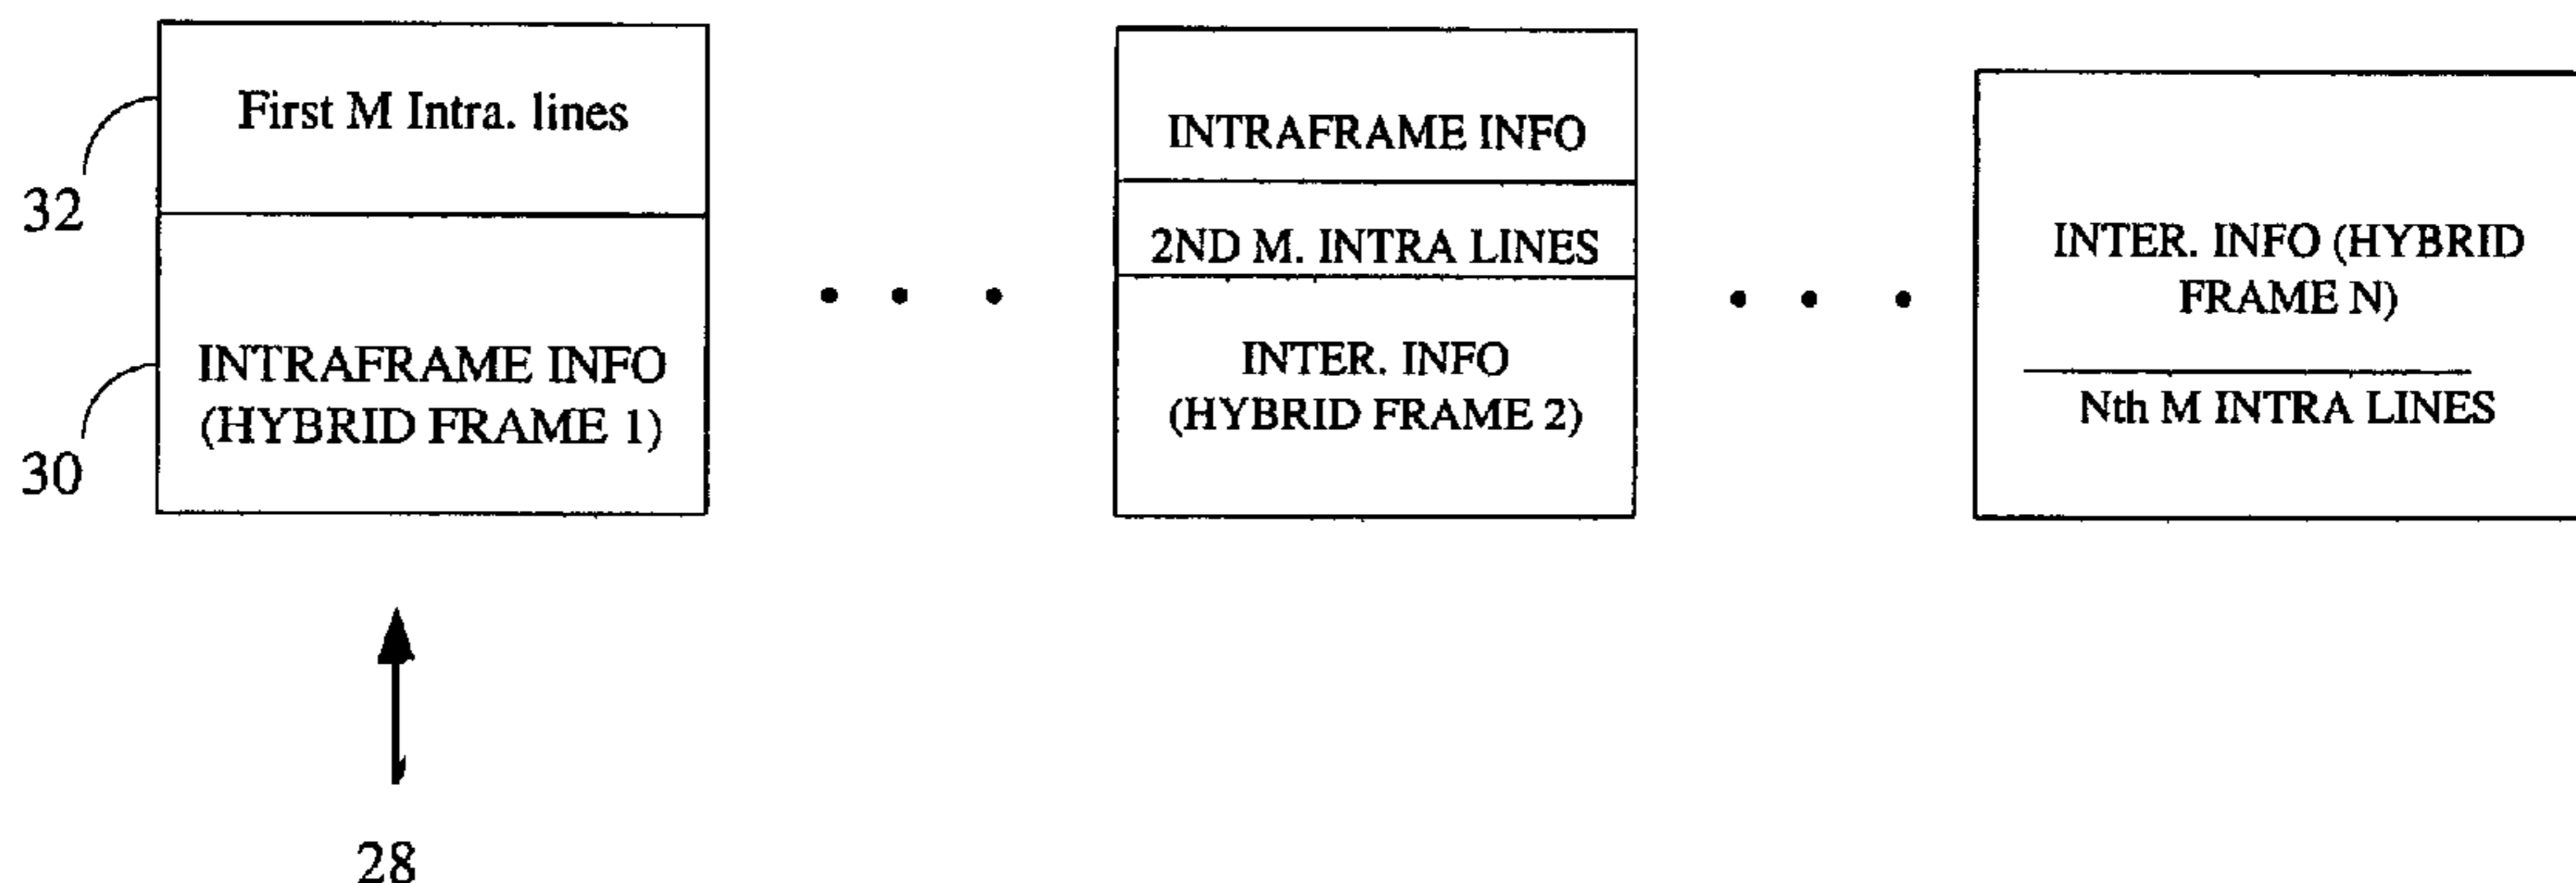 First M Intra. lines
32
INTRAFRAME INFO
(HYBRID FRAME 1)
30
28
INTRAFRAME INFO
2ND M. INTRA LINES
INTER. INFO
(HYBRID FRAME 2)
INTER. INFO (HYBRID
FRAME N)
Nth M INTRA LINES